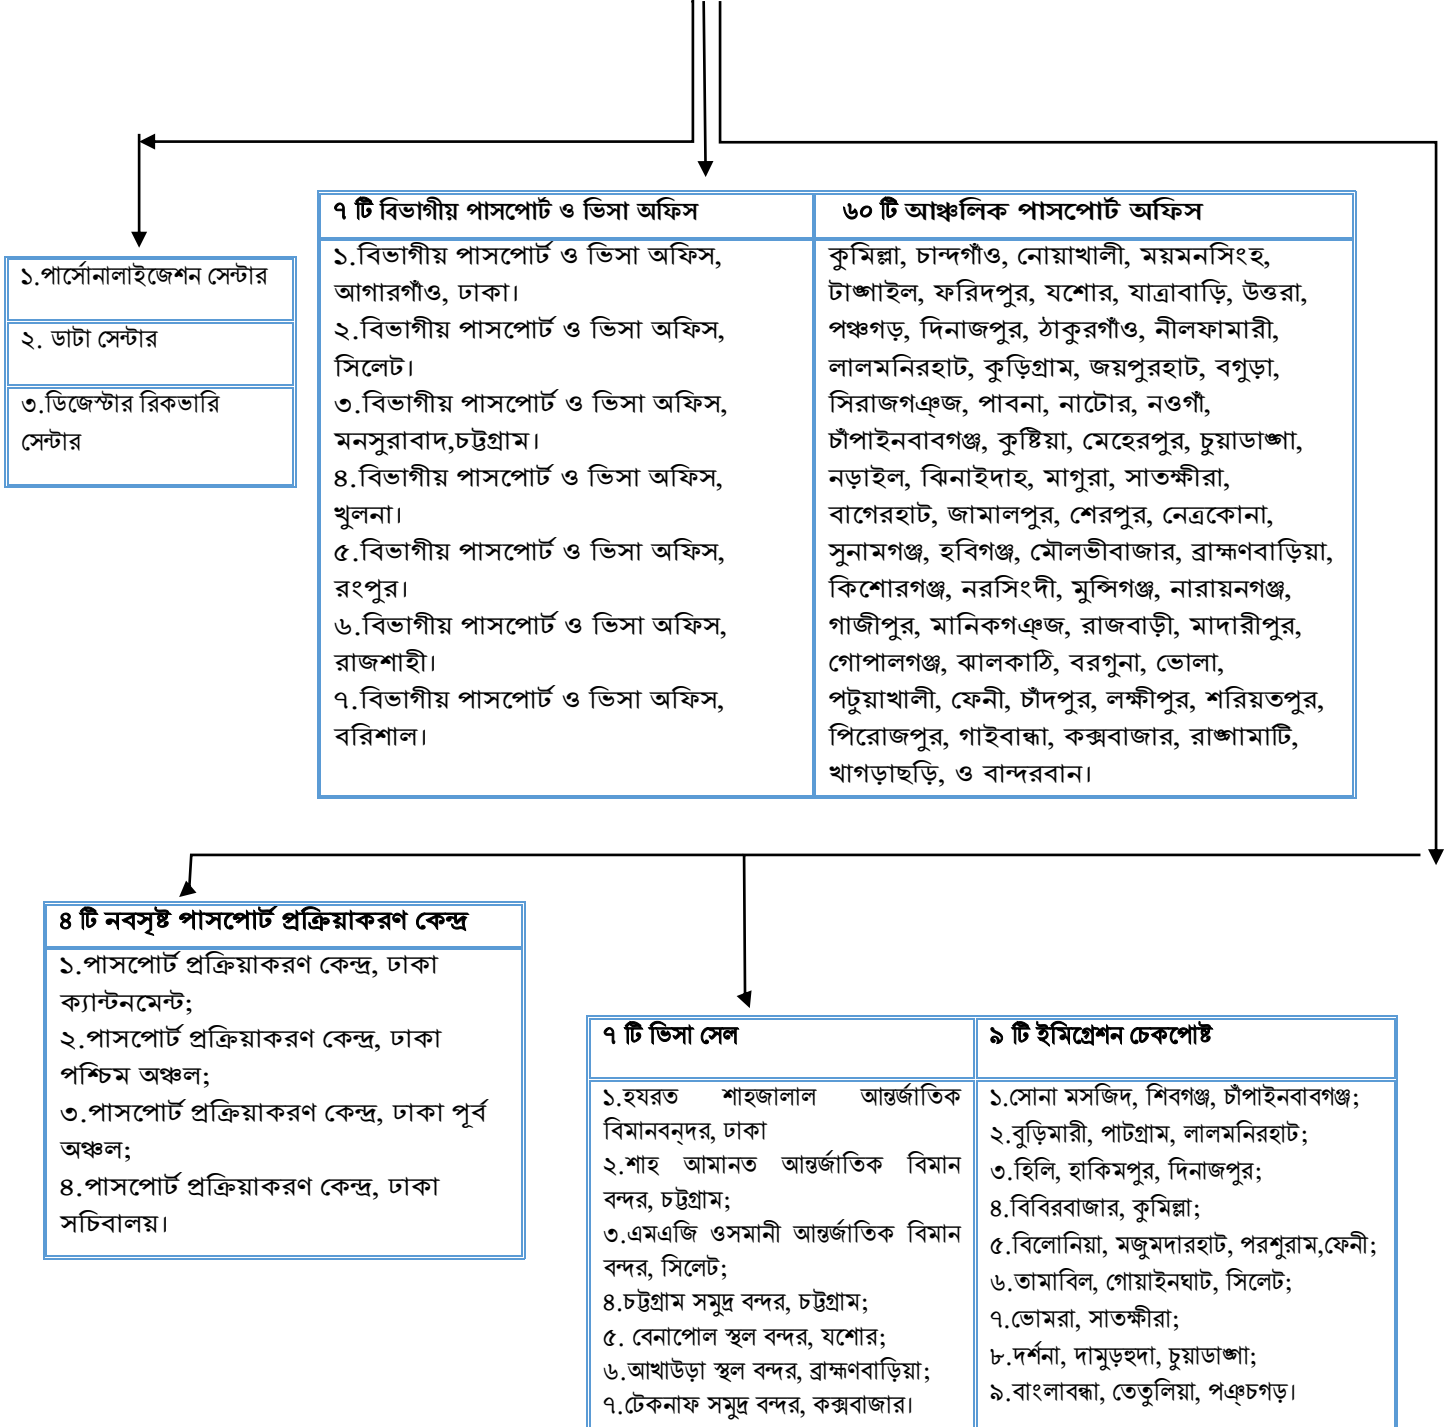 ১.পার্সোনালাইজেশন সেন্টার
২. ডাটা সেন্টার
৩.ডিজেস্টার রিকভারি
সেন্টার
৭ টি বিভাগীয় পাসপোর্ট ও ভিসা অফিস
১.বিভাগীয় পাসপোর্ট ও ভিসা অফিস,
আগারগাঁও, ঢাকা।
২.বিভাগীয় পাসপোর্ট ও ভিসা অফিস,
সিলেট।
৩.বিভাগীয় পাসপোর্ট ও ভিসা অফিস,
মনসুরাবাদ,চট্টগ্রাম।
৪.বিভাগীয় পাসপোর্ট ও ভিসা অফিস,
খুলনা।
৫.বিভাগীয় পাসপোর্ট ও ভিসা অফিস,
রংপুর।
৬.বিভাগীয় পাসপোর্ট ও ভিসা অফিস,
রাজশাহী।
৭.বিভাগীয় পাসপোর্ট ও ভিসা অফিস,
বরিশাল।
৬০ টি আঞ্চলিক পাসপোর্ট অফিস
কুমিল্লা, চান্দগাঁও, নোয়াখালী, ময়মনসিংহ,
টাঙ্গাইল, ফরিদপুর, যশোর, যাত্রাবাড়ি, উত্তরা,
পঞ্চগড়, দিনাজপুর, ঠাকুরগাঁও, নীলফামারী,
লালমনিরহাট, কুড়িগ্রাম, জয়পুরহাট, বগুড়া,
সিরাজগঞ্জ, পাবনা, নাটোর, নওগাঁ,
চাঁপাইনবাবগঞ্জ, কুষ্টিয়া, মেহেরপুর, চুয়াডাঙ্গা,
নড়াইল, ঝিনাইদাহ, মাগুরা, সাতক্ষীরা,
বাগেরহাট, জামালপুর, শেরপুর, নেত্রকোনা,
সুনামগঞ্জ, হবিগঞ্জ, মৌলভীবাজার, ব্রাহ্মণবাড়িয়া,
কিশোরগঞ্জ, নরসিংদী, মুন্সিগঞ্জ, নারায়নগঞ্জ,
গাজীপুর, মানিকগঞ্জ, রাজবাড়ী, মাদারীপুর,
গোপালগঞ্জ, ঝালকাঠি, বরগুনা, ভোলা,
পটুয়াখালী, ফেনী, চাঁদপুর, লক্ষীপুর, শরিয়তপুর,
পিরোজপুর, গাইবান্ধা, কক্সবাজার, রাঙ্গামাটি,
খাগড়াছড়ি, ও বান্দরবান।
৪ টি নবসৃষ্ট পাসপোর্ট প্রক্রিয়াকরণ কেন্দ্র
১.পাসপোর্ট প্রক্রিয়াকরণ কেন্দ্র, ঢাকা
ক্যান্টনমেন্ট;
২.পাসপোর্ট প্রক্রিয়াকরণ কেন্দ্র, ঢাকা
পশ্চিম অঞ্চল;
৩.পাসপোর্ট প্রক্রিয়াকরণ কেন্দ্র, ঢাকা পূর্ব
অঞ্চল;
৪.পাসপোর্ট প্রক্রিয়াকরণ কেন্দ্র, ঢাকা
সচিবালয়।
৭ টি ভিসা সেল
১.হযরত শাহজালাল আন্তর্জাতিক
বিমানবন্‌দর, ঢাকা
২.শাহ আমানত আন্তর্জাতিক বিমান
বন্দর, চট্টগ্রাম;
৩.এমএজি ওসমানী আন্তর্জাতিক বিমান
বন্দর, সিলেট;
৪.চট্টগ্রাম সমুদ্র বন্দর, চট্টগ্রাম;
৫. বেনাপোল স্থল বন্দর, যশোর;
৬.আখাউড়া স্থল বন্দর, ব্রাহ্মণবাড়িয়া;
৭.টেকনাফ সমুদ্র বন্দর, কক্সবাজার।
৯ টি ইমিগ্রেশন চেকপোষ্ট
১.সোনা মসজিদ, শিবগঞ্জ, চাঁপাইনবাবগঞ্জ;
২.বুড়িমারী, পাটগ্রাম, লালমনিরহাট;
৩.হিলি, হাকিমপুর, দিনাজপুর;
৪.বিবিরবাজার, কুমিল্লা;
৫.বিলোনিয়া, মজুমদারহাট, পরশুরাম,ফেনী;
৬.তামাবিল, গোয়াইনঘাট, সিলেট;
৭.ভোমরা, সাতক্ষীরা;
৮.দর্শনা, দামুড়হুদা, চুয়াডাঙ্গা;
৯.বাংলাবন্ধা, তেতুলিয়া, পঞ্চগড়।